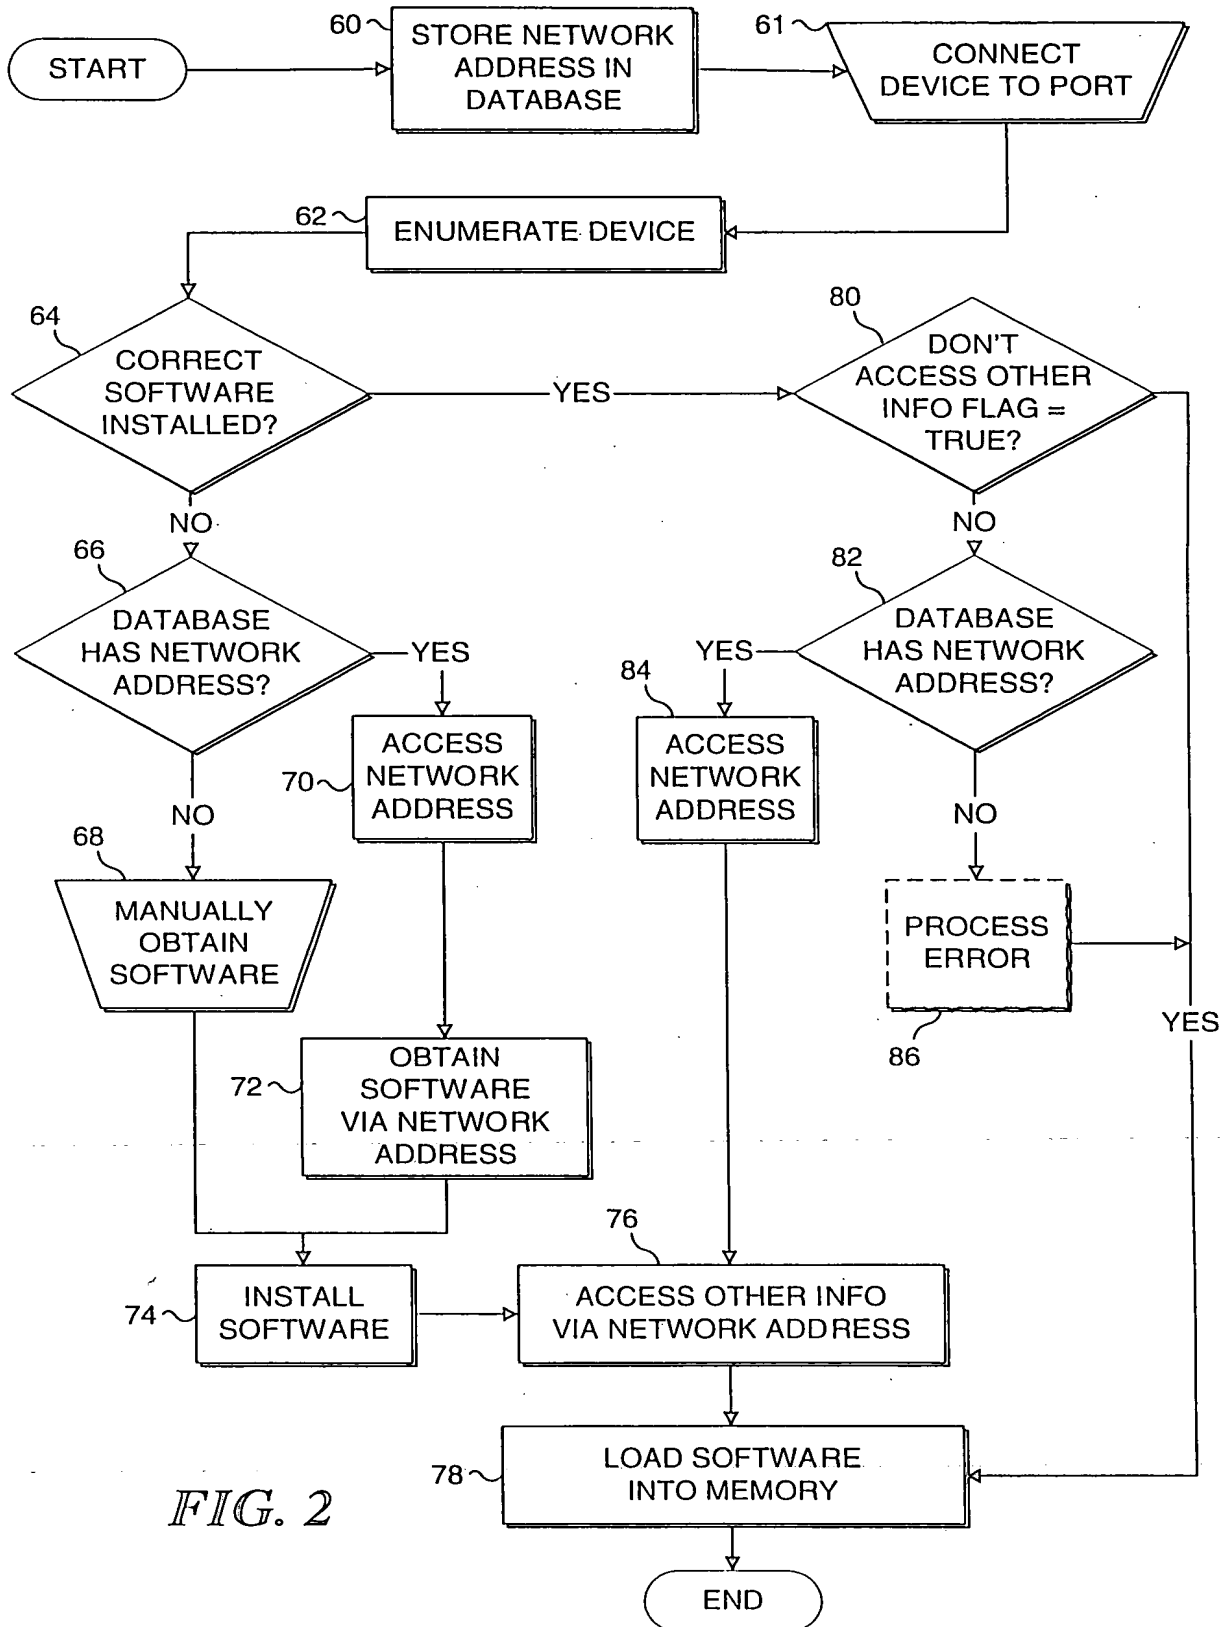 START
60
STORE NETWORK
ADDRESS IN
DATABASE
61
CONNECT
DEVICE TO PORT
62
ENUMERATE DEVICE
64
CORRECT
SOFTWARE
INSTALLED?
YES
80
DON'T
ACCESS OTHER
INFO FLAG =
TRUE?
NO
NO
66
DATABASE
HAS NETWORK
ADDRESS?
YES
82
DATABASE
HAS NETWORK
ADDRESS?
YES
70
ACCESS
NETWORK
ADDRESS
84
ACCESS
NETWORK
ADDRESS
NO
NO
68
MANUALLY
OBTAIN
SOFTWARE
PROCESS
ERROR
86
YES
72
OBTAIN
SOFTWARE
VIA NETWORK
ADDRESS
74
INSTALL
SOFTWARE
76
ACCESS OTHER INFO
VIA NETWORK ADDRESS
78
LOAD SOFTWARE
INTO MEMORY
FIG. 2
END